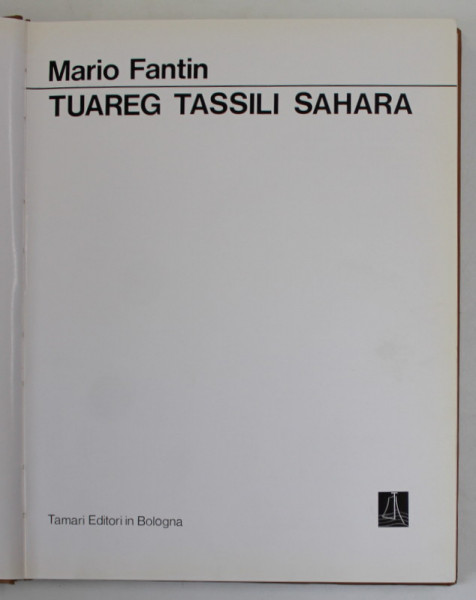 Mario Fantin
TUAREG TASSILI SAHARA
Tamari Editori in Bologna